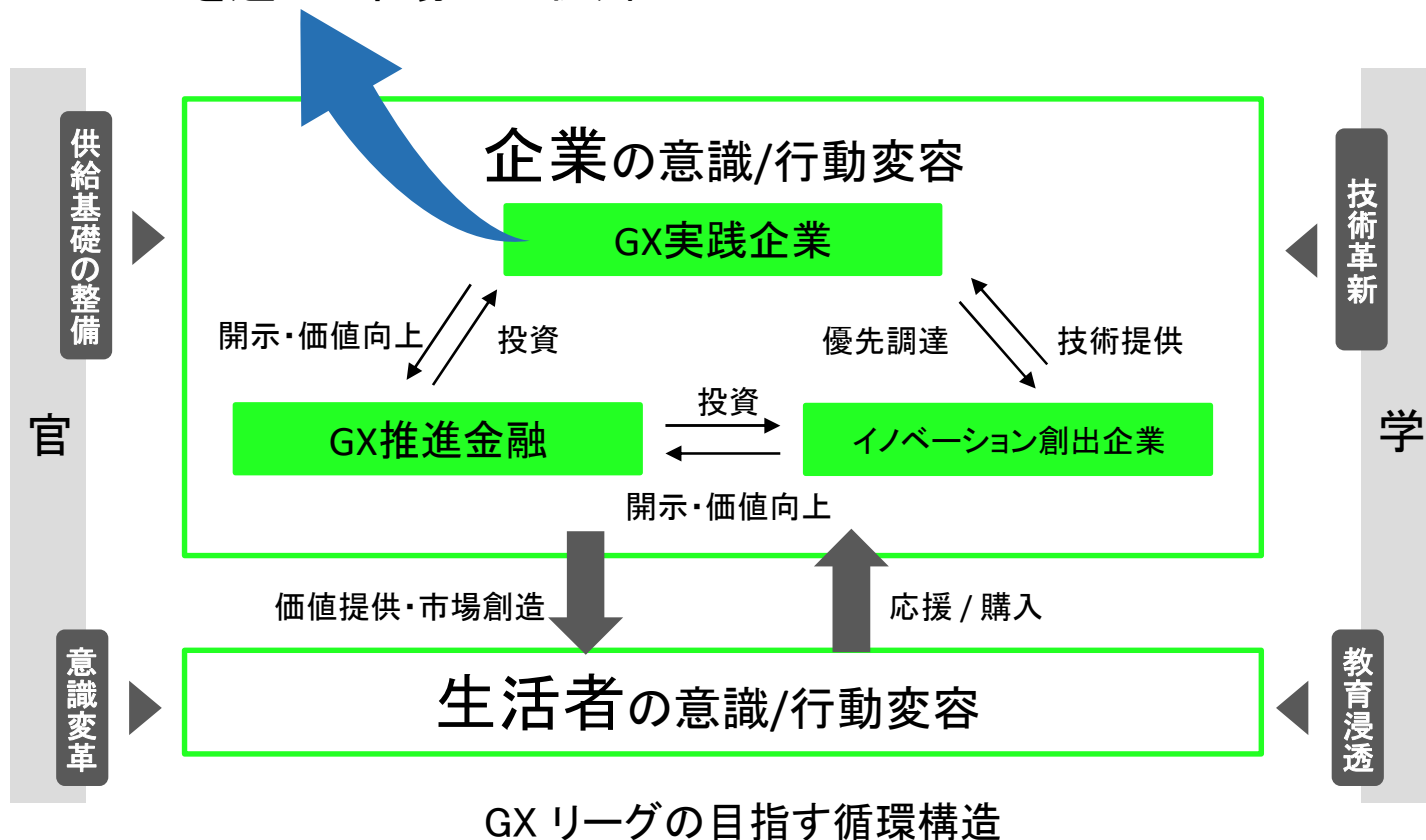 供給基礎の整備
企業の意識/行動変容
技術革新
GX実践企業
開示・価値向上
投資
優先調達
技術提供
官
GX推進金融
投資
イノベーション創出企業
学
開示・価値向上
価値提供・市場創造
応援 / 購入
意識変革
生活者の意識/行動変容
教育浸透
GX リーグの目指す循環構造